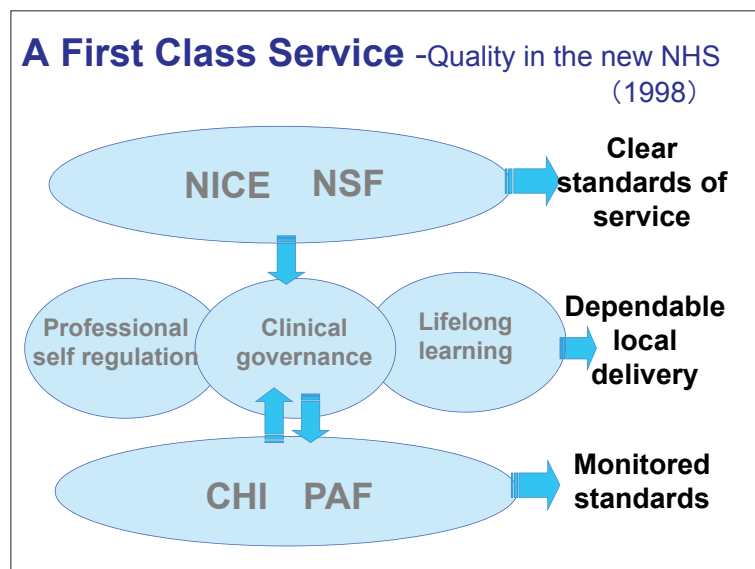 A First Class Service -Quality in the new NHS
（1998）
NICE NSF
Clear
standards of
service
Professional
self regulation
Clinical
governance
Lifelong
learning
Dependable
local
delivery
CHI PAF
Monitored
standards